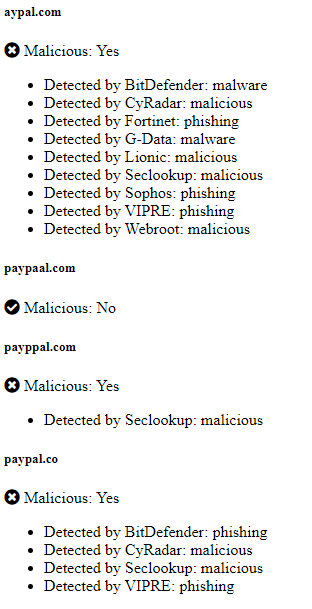 aypal.com
Malicious: Yes
Detected by BitDefender: malware
Detected by CyRadar: malicious
Detected by Fortinet: phishing
Detected by G-Data: malware
Detected by Lionic: malicious
Detected by Seclookup: malicious
Detected by Sophos: phishing
Detected by VIPRE: phishing
Detected by Webroot: malicious
paypaal.com
Malicious: No
payppal.com
Malicious: Yes
Detected by Seclookup: malicious
paypal.co
Malicious: Yes
Detected by BitDefender: phishing
Detected by CyRadar: malicious
Detected by Seclookup: malicious
Detected by VIPRE: phishing